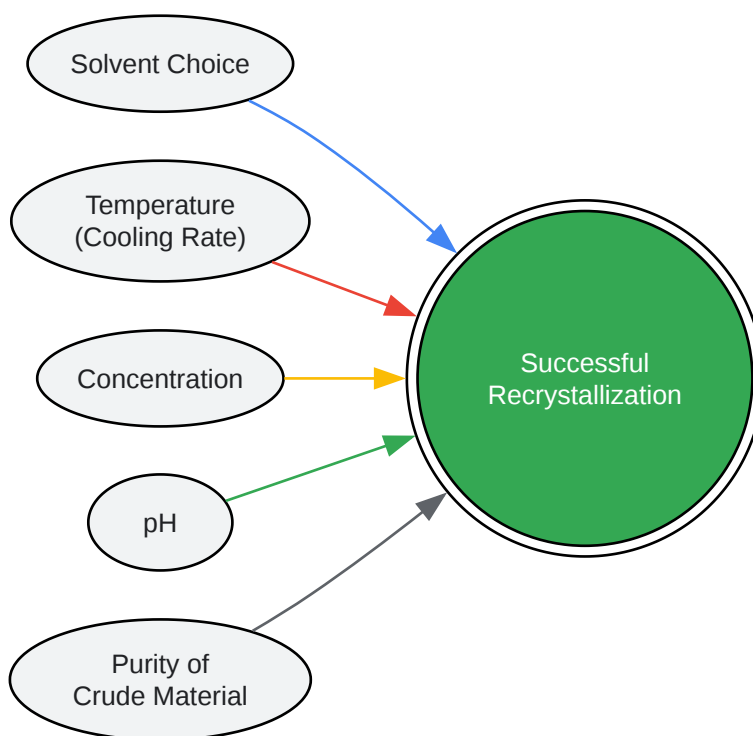 Solvent Choice
Temperature
(Cooling Rate)
Concentration
pH
Purity of
Crude Material
Successful
Recrystallization